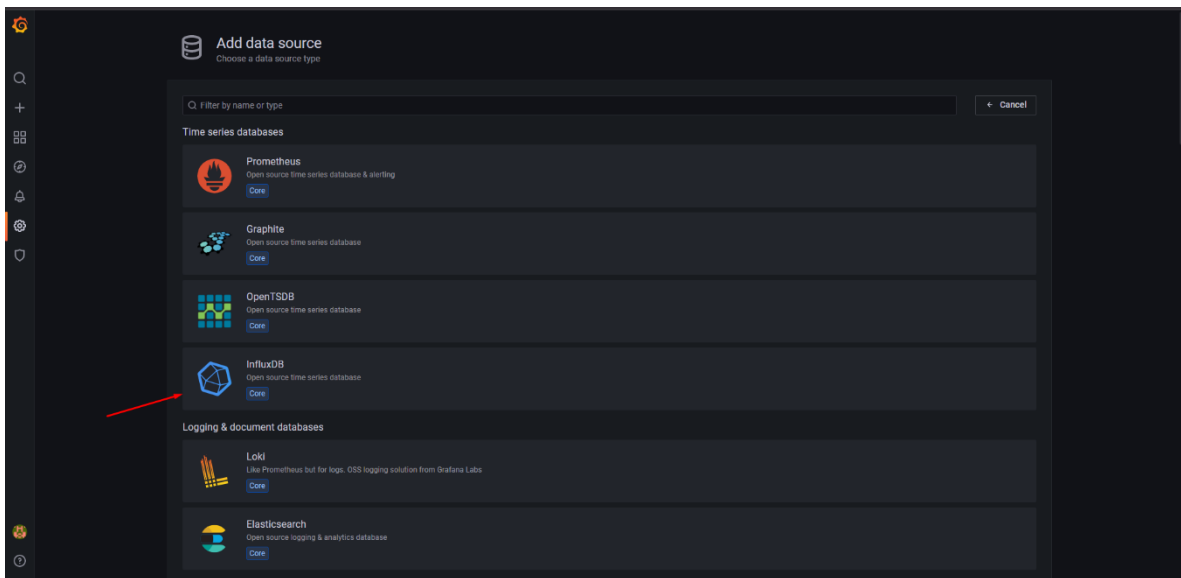 Add data source
Choose a data source type
Filter by name or type
← Cancel
Time series databases
Prometheus
Open source time series database & alerting
Core
Graphite
Open source time series database
Core
OpenTSDB
Open source time series database
Core
InfluxDB
Open source time series database
Core
Logging & document databases
Loki
Like Prometheus but for logs. OSS logging solution from Grafana Labs
Core
Elasticsearch
Open source logging & analytics database
Core